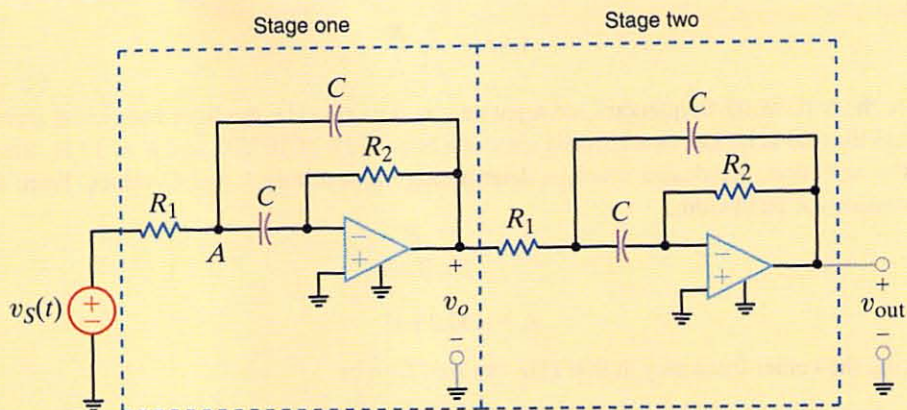 Stage one
Stage two
C
C
R2
R2
R1
C
R1
C
A
vS(t)
+
−
−
+
+
vo
−
−
+
+
vout
−